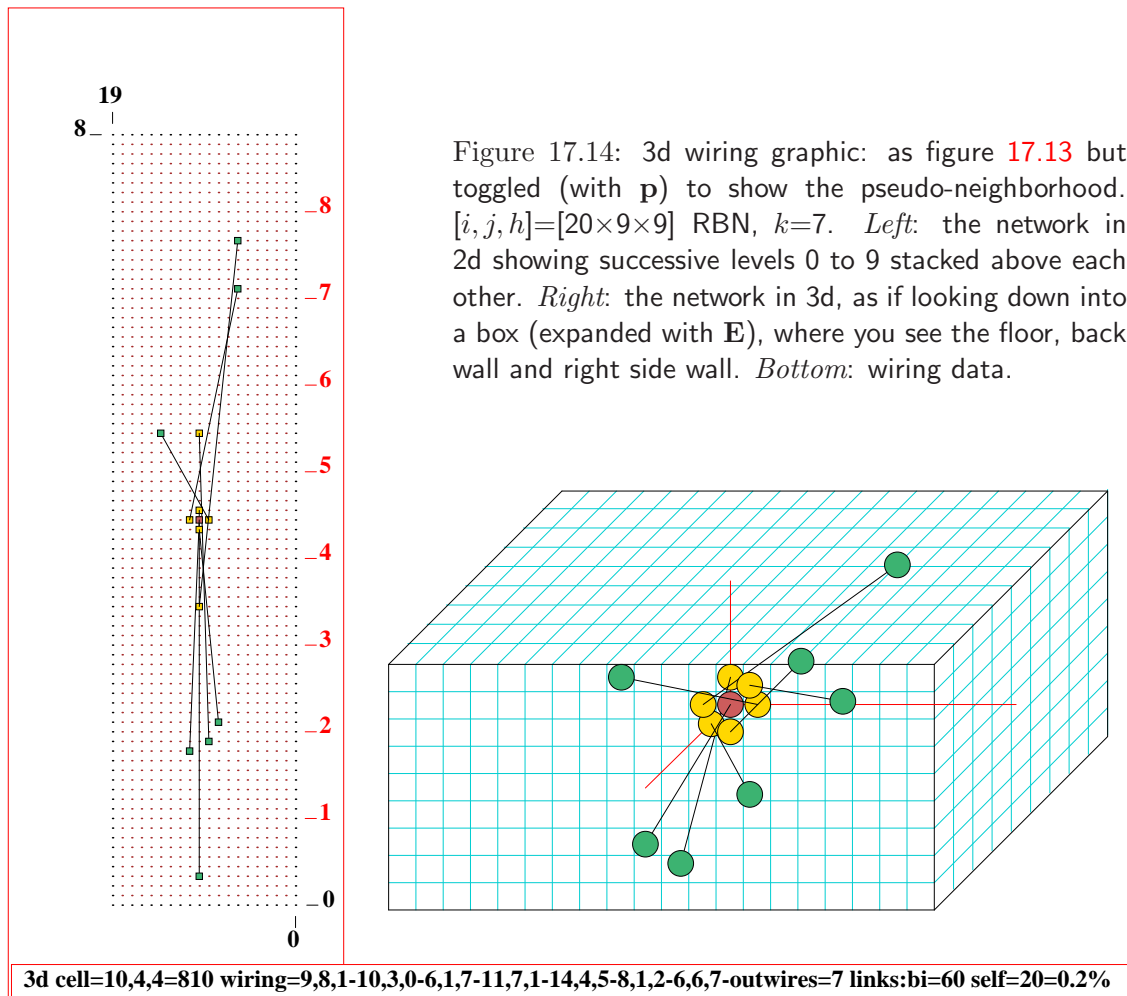 19
8
8
7
6
5
4
3
2
1
0
0
Figure 17.14: 3d wiring graphic: as figure 17.13 but
toggled (with p) to show the pseudo-neighborhood.
[i, j, h]=[20×9×9] RBN, k=7. Left: the network in
2d showing successive levels 0 to 9 stacked above each
other. Right: the network in 3d, as if looking down into
a box (expanded with E), where you see the floor, back
wall and right side wall. Bottom: wiring data.
3d cell=10,4,4=810 wiring=9,8,1-10,3,0-6,1,7-11,7,1-14,4,5-8,1,2-6,6,7-outwires=7 links:bi=60 self=20=0.2%